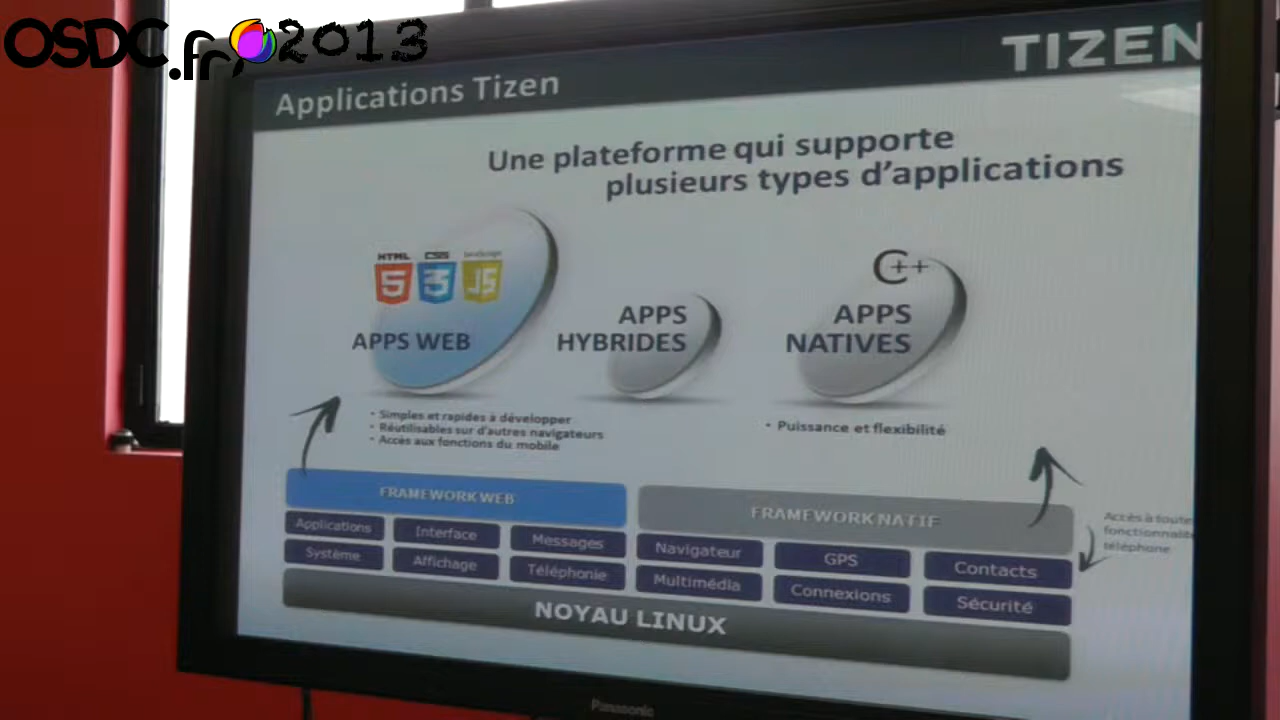 OSDC.fr 2013
TIZEN
Applications Tizen
Une plateforme qui supporte
plusieurs types d'applications
HTML CSS JavaScript
5 3 JS
C++
APPS WEB
APPS
HYBRIDES
APPS
NATIVES
• Simples et rapides à développer
• Réutilisables sur d'autres navigateurs
• Accès aux fonctions du mobile
• Puissance et flexibilité
FRAMEWORK WEB
FRAMEWORK NATIF
Applications Interface Messages Navigateur GPS Contacts
Système Affichage Téléphonie Multimédia Connexions Sécurité
Accès à toute
fonctionnalit
téléphone
NOYAU LINUX
Panasonic